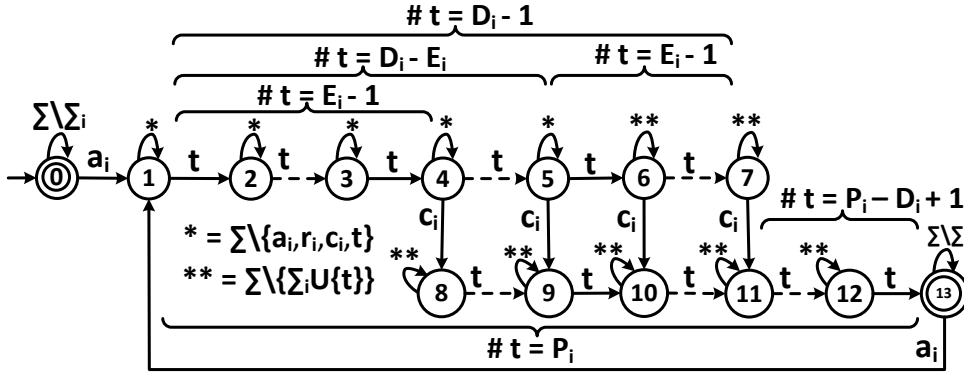 # t = Dᵢ - 1
# t = Dᵢ - Eᵢ
# t = Eᵢ - 1
# t = Eᵢ - 1
∑\∑ᵢ * * * * * ** **
0 aᵢ 1 t 2 t 3 t 4 t 5 t 6 t 7
# t = Pᵢ – Dᵢ + 1
cᵢ cᵢ cᵢ cᵢ
* = ∑\{aᵢ,rᵢ,cᵢ,t}
** = ∑\{∑ᵢU{t}}
** ** ** ** ** ∑\∑
8 t 9 t 10 t 11 t 12 t 13
# t = Pᵢ
aᵢ